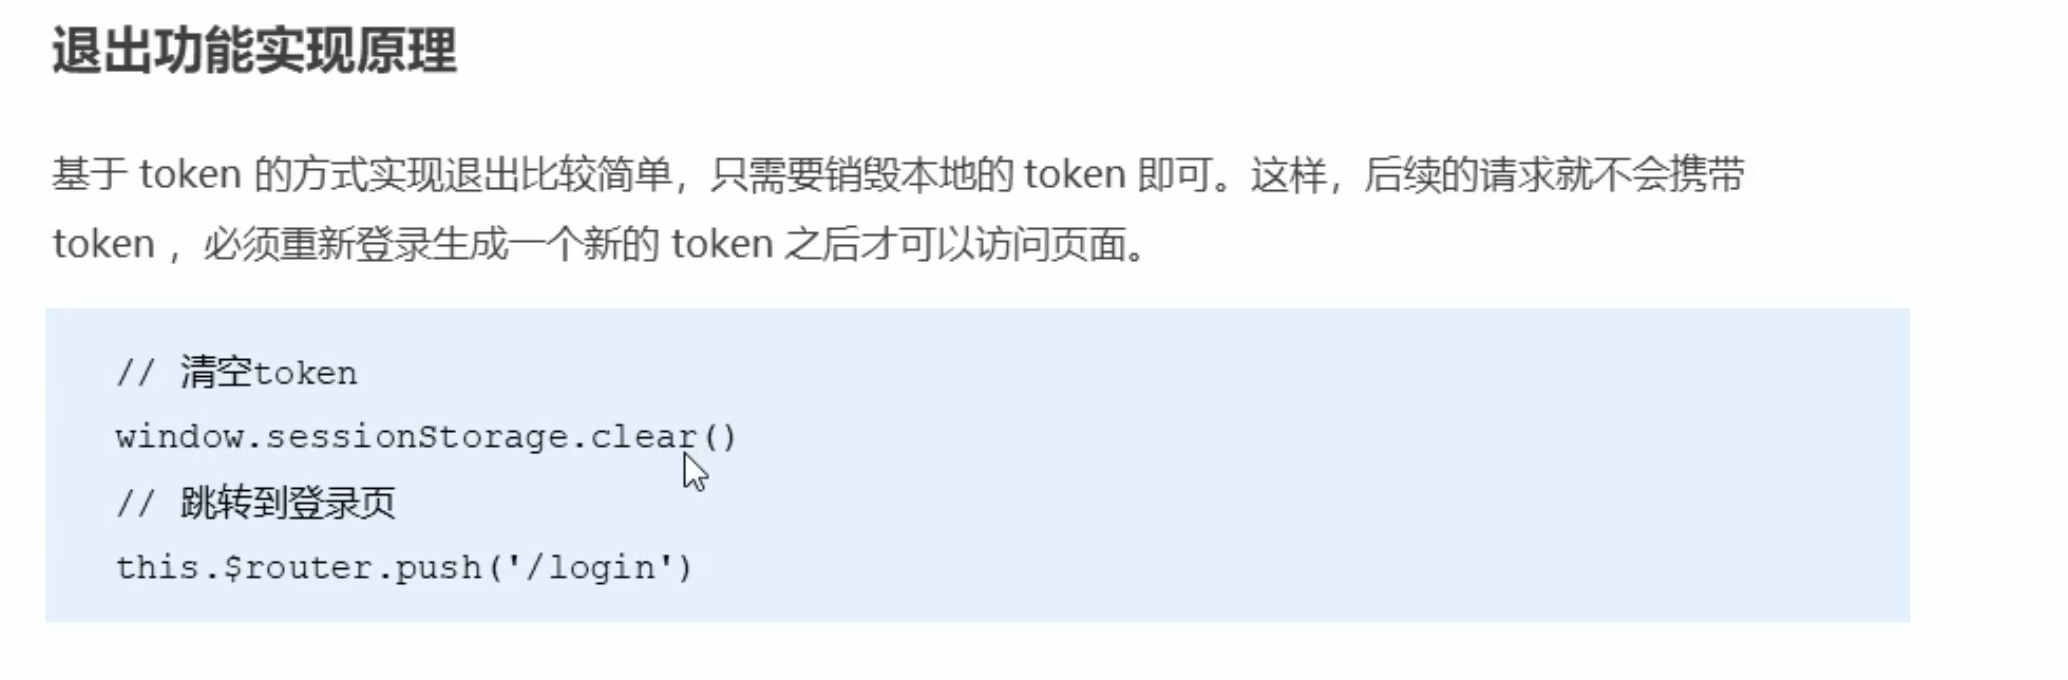 退出功能实现原理
基于 token 的方式实现退出比较简单，只需要销毁本地的 token 即可。这样，后续的请求就不会携带
token ，必须重新登录生成一个新的 token 之后才可以访问页面。
// 清空token
window.sessionStorage.clear()
// 跳转到登录页
this.$router.push('/login')